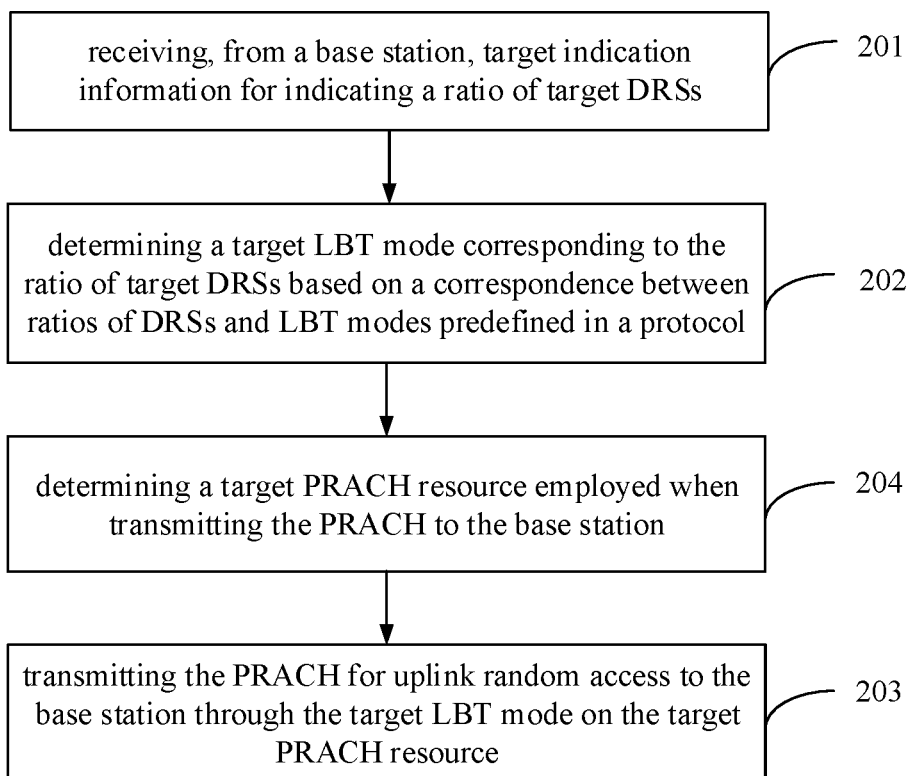 receiving, from a base station, target indication
information for indicating a ratio of target DRSs
201
determining a target LBT mode corresponding to the
ratio of target DRSs based on a correspondence between
ratios of DRSs and LBT modes predefined in a protocol
202
determining a target PRACH resource employed when
transmitting the PRACH to the base station
204
transmitting the PRACH for uplink random access to the
base station through the target LBT mode on the target
PRACH resource
203